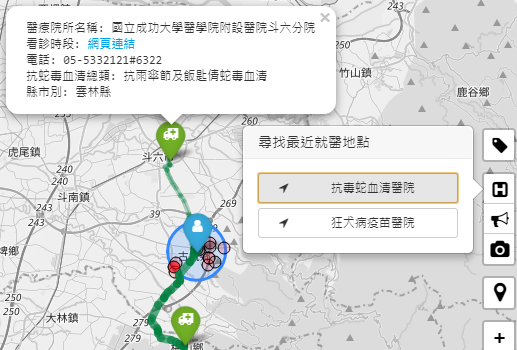 醫療院所名稱: 國立成功大學醫學院附設醫院斗六分院
看診時段: 網頁連結
電話: 05-5332121#6322
抗蛇毒血清總類: 抗雨傘節及飯匙倩蛇毒血清
縣市別: 雲林縣
×
竹山鎮
鹿谷鄉
260
尋找最近就醫地點
抗毒蛇血清醫院
狂犬病疫苗醫院
虎尾鎮
斗六
斗南鎮
39
250
大林鎮
鄉
250
250
+